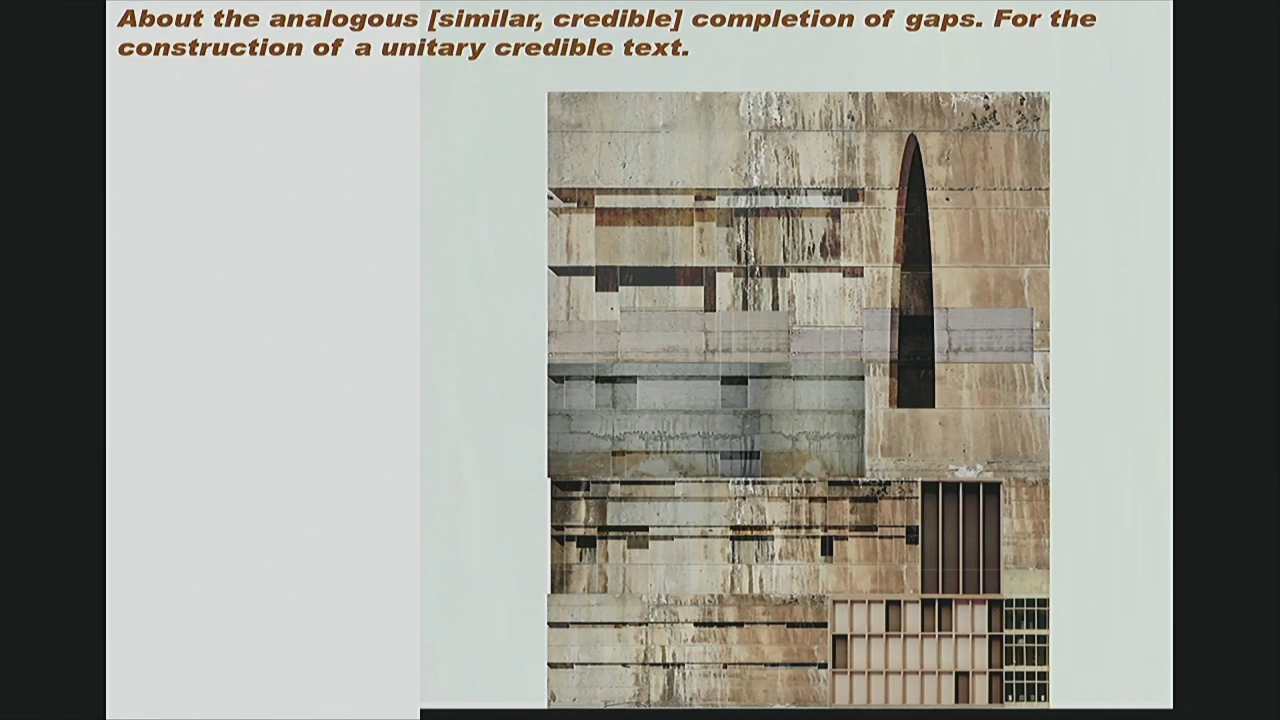 About the analogous [similar, credible] completion of gaps. For the
construction of a unitary credible text.